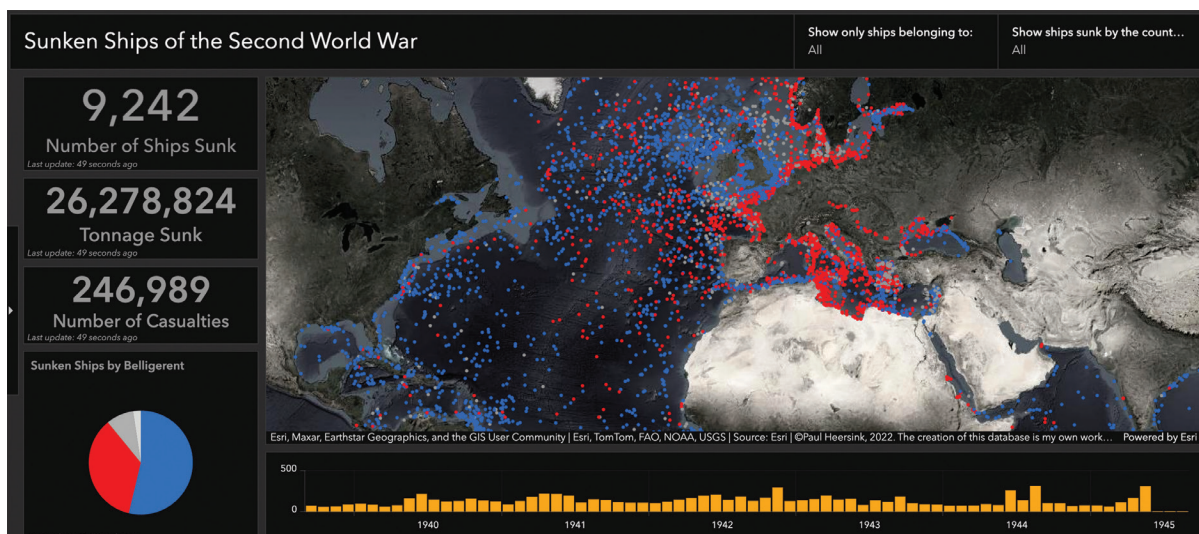 Sunken Ships of the Second World War
Show only ships belonging to:
All
Show ships sunk by the count...
All
9,242
Number of Ships Sunk
Last update: 49 seconds ago
26,278,824
Tonnage Sunk
Last update: 49 seconds ago
246,989
Number of Casualties
Last update: 49 seconds ago
Sunken Ships by Belligerent
Esri, Maxar, Earthstar Geographics, and the GIS User Community | Esri, TomTom, FAO, NOAA, USGS | Source: Esri | ©Paul Heersink, 2022. The creation of this database is my own work... Powered by Esri
500
0
1940 1941 1942 1943 1944 1945